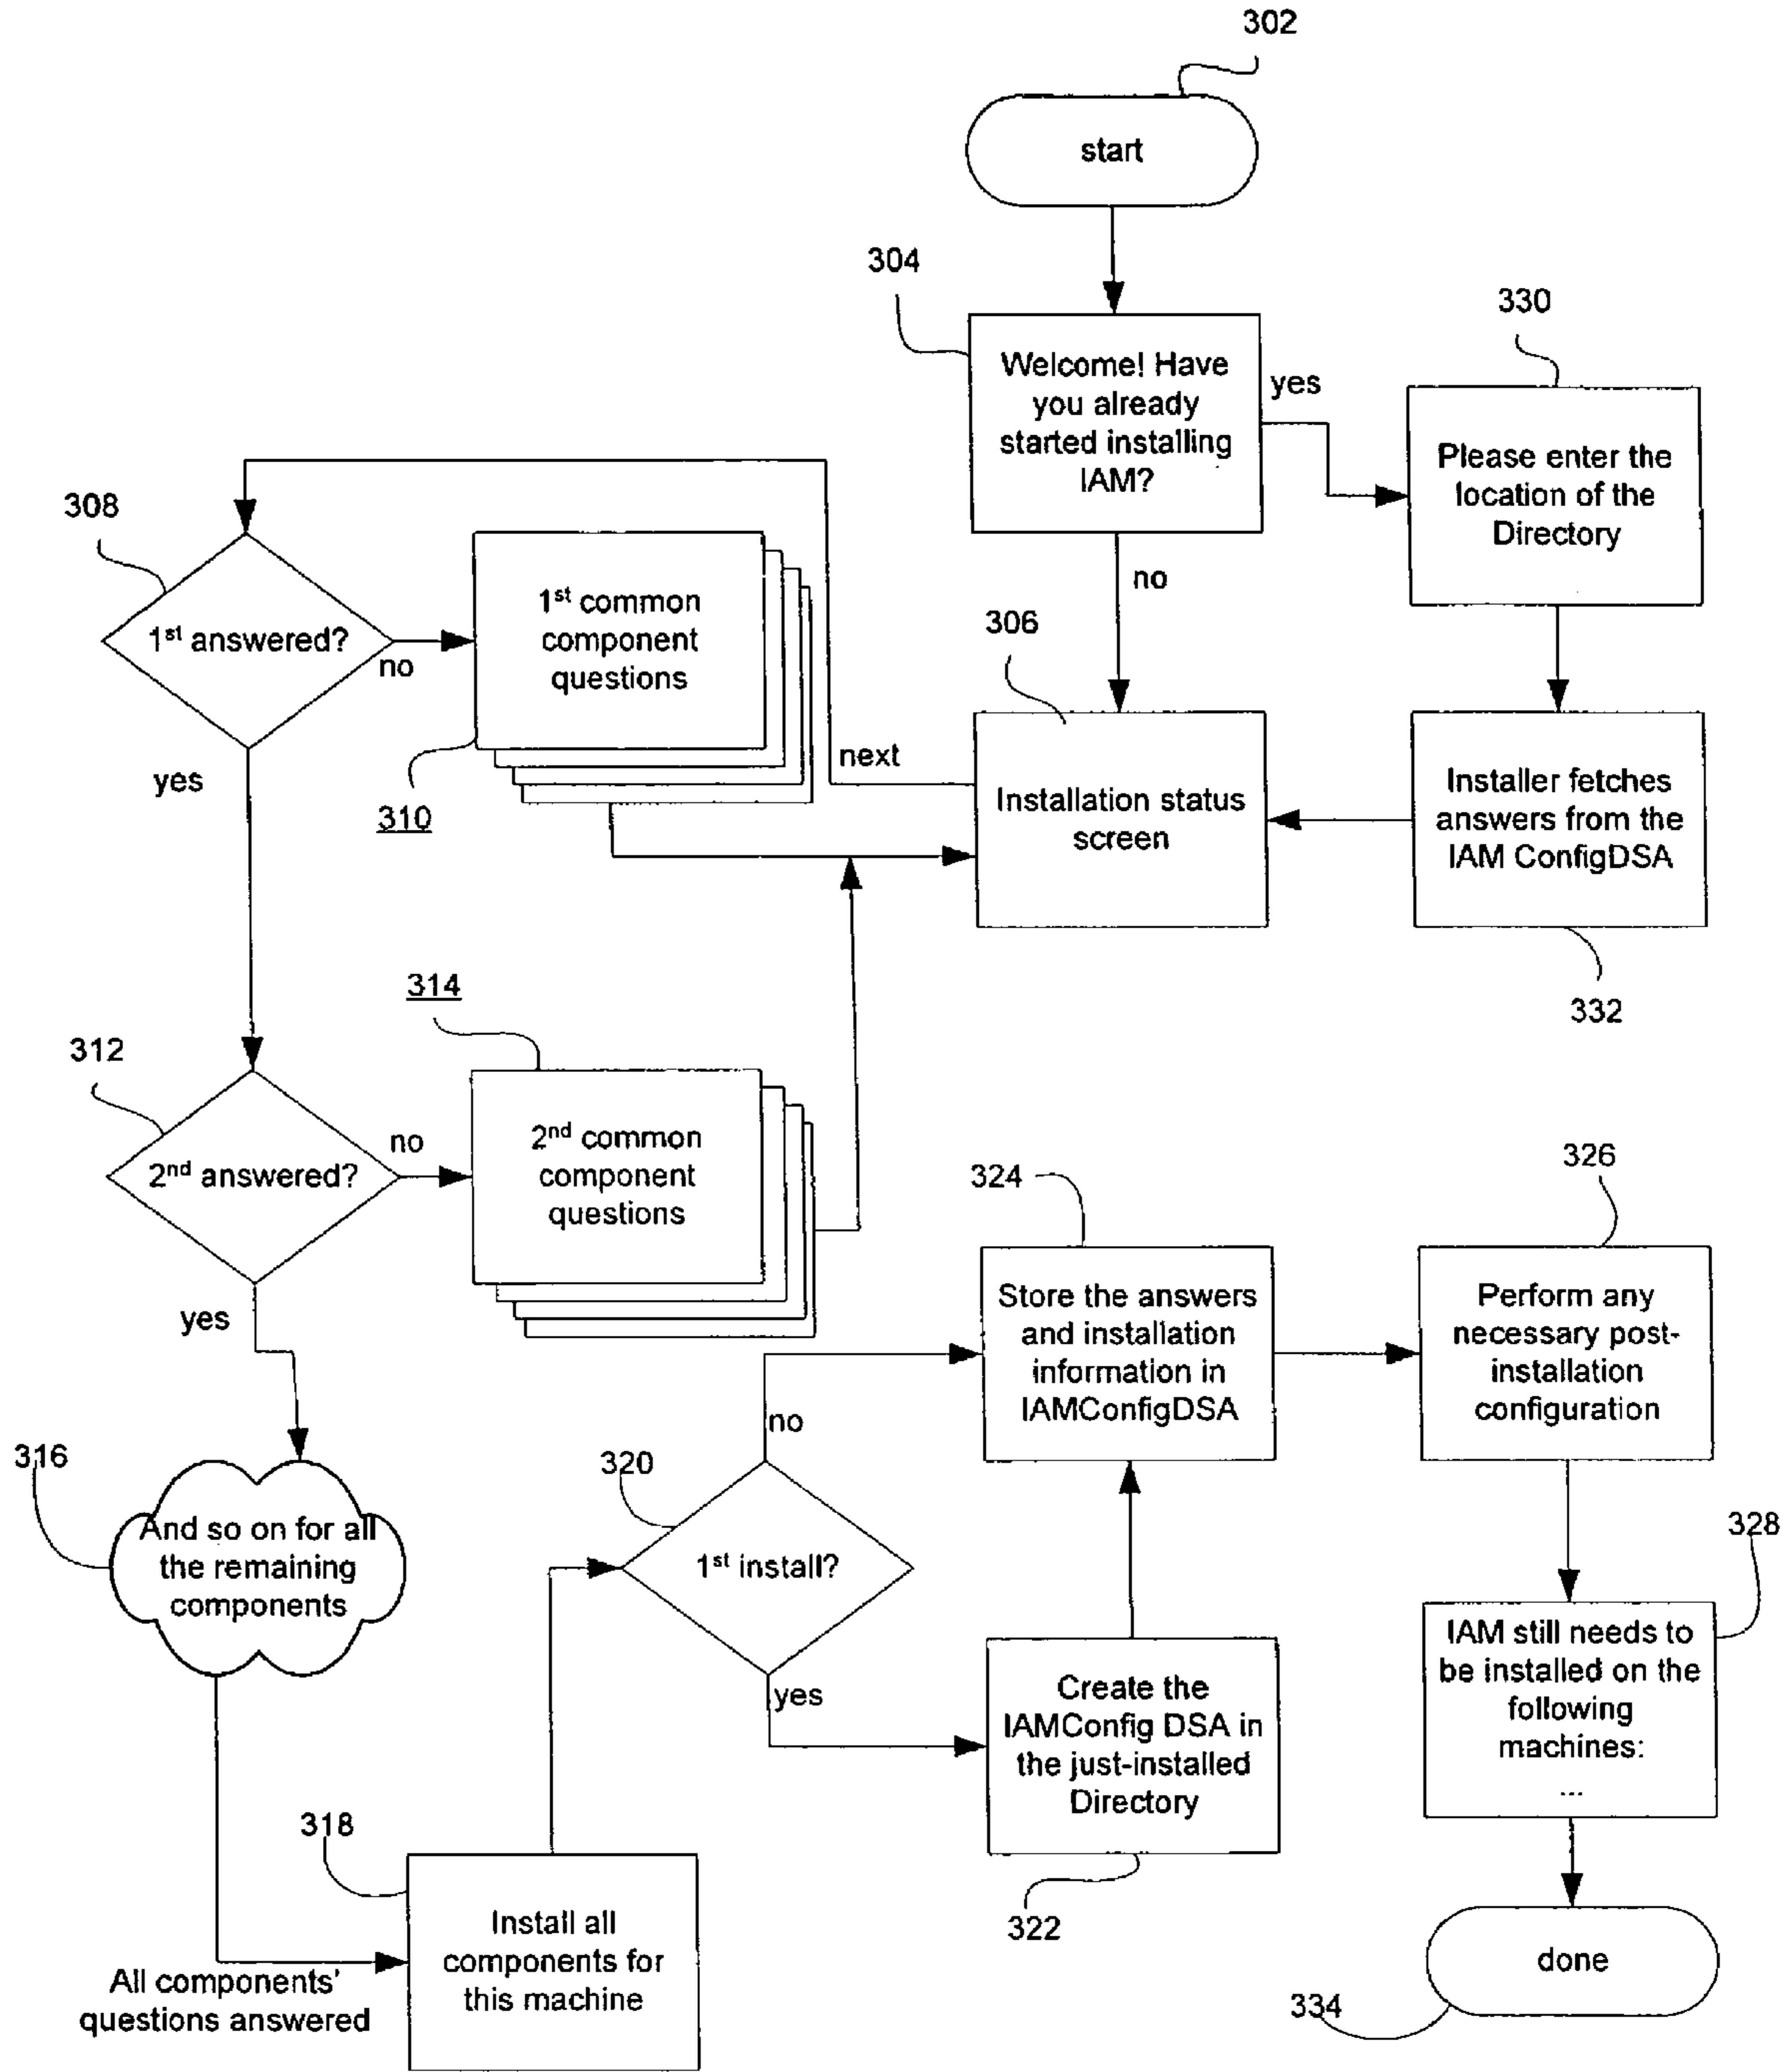 302
start
304
Welcome! Have
you already
started installing
IAM?
yes
no
330
Please enter the
location of the
Directory
308
1st answered?
no
yes
1st common
component
questions
310
next
306
Installation status
screen
Installer fetches
answers from the
IAM ConfigDSA
332
312
2nd answered?
no
yes
314
2nd common
component
questions
316
And so on for all
the remaining
components
All components'
questions answered
318
Install all
components for
this machine
320
1st install?
no
yes
324
Store the answers
and installation
information in
IAMConfigDSA
Create the
IAMConfig DSA in
the just-installed
Directory
322
326
Perform any
necessary post-
installation
configuration
328
IAM still needs to
be installed on the
following
machines:
...
done
334